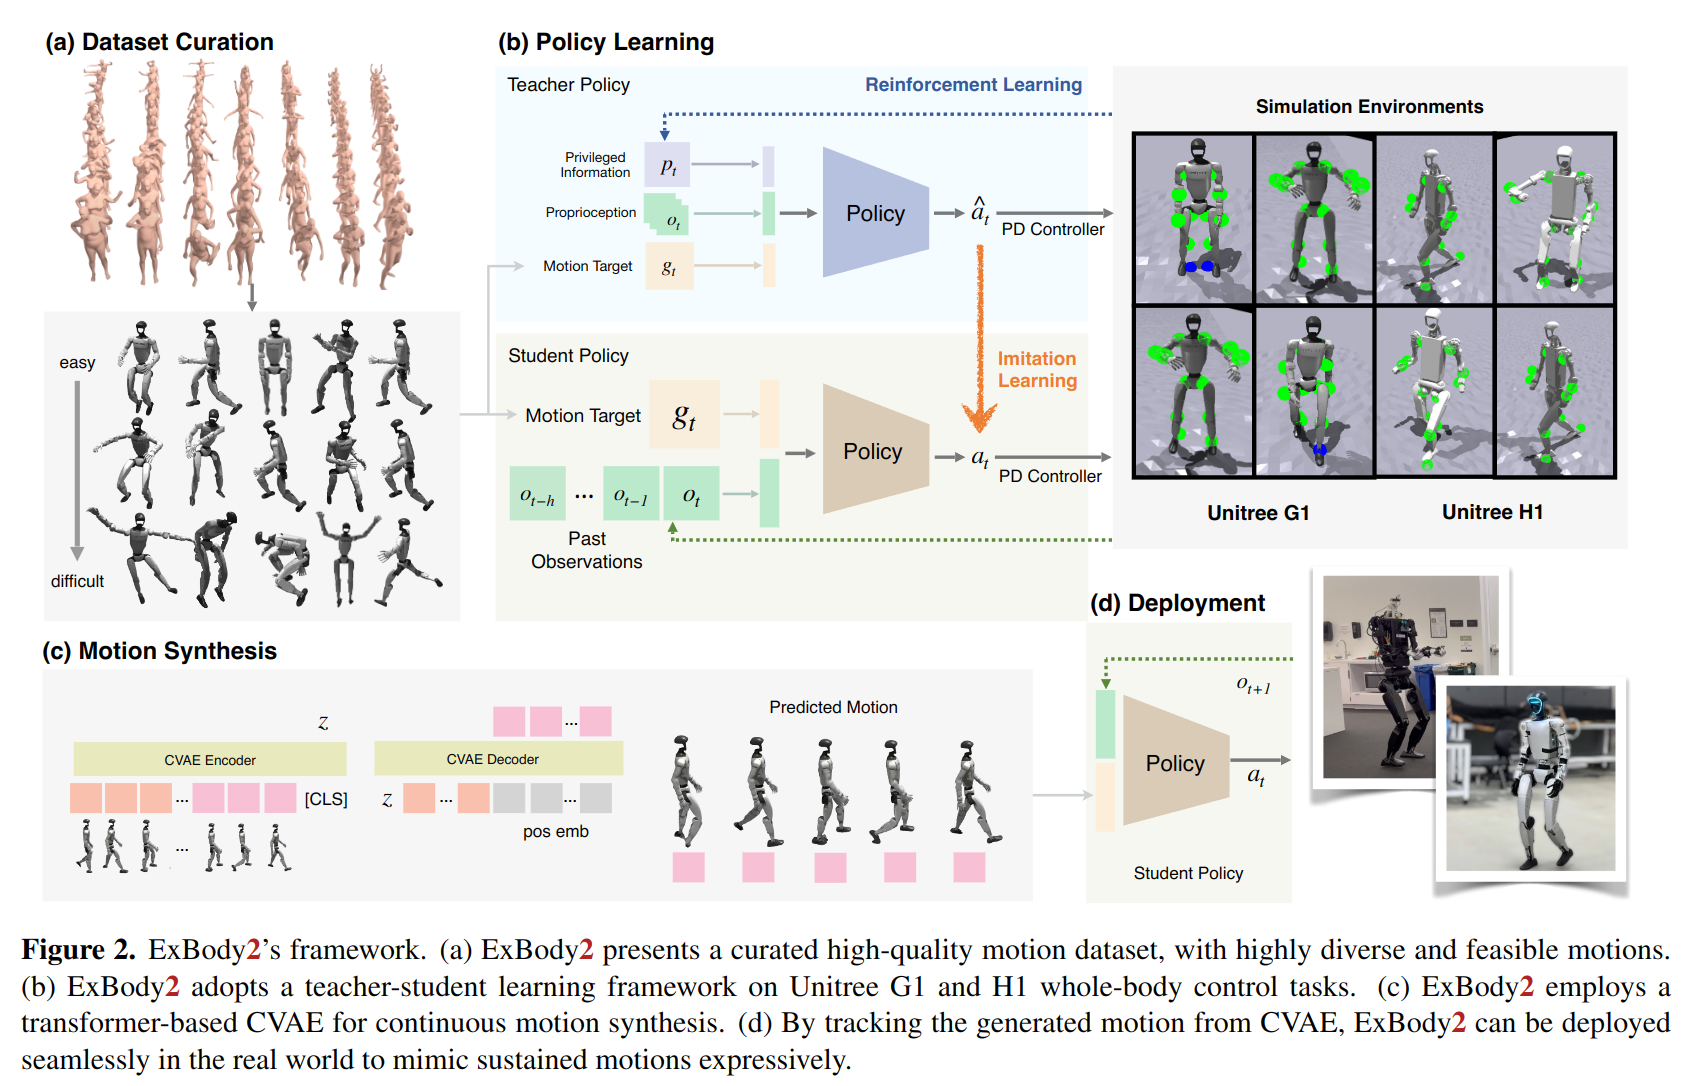 (a) Dataset Curation
easy
difficult
(b) Policy Learning
Teacher Policy
Reinforcement Learning
Privileged
Information
p_t
Proprioception
o_t
Motion Target
g_t
Policy
â_t
PD Controller
Student Policy
Imitation
Learning
Motion Target
g_t
o_{t-h}
...
o_{t-1}
o_t
Past
Observations
Policy
a_t
PD Controller
Simulation Environments
Unitree G1
Unitree H1
(c) Motion Synthesis
z
...
CVAE Encoder
CVAE Decoder
...
[CLS]
z
...
...
...
pos emb
Predicted Motion
(d) Deployment
o_{t+1}
Policy
a_t
Student Policy
Figure 2. ExBody2's framework. (a) ExBody2 presents a curated high-quality motion dataset, with highly diverse and feasible motions.
(b) ExBody2 adopts a teacher-student learning framework on Unitree G1 and H1 whole-body control tasks. (c) ExBody2 employs a
transformer-based CVAE for continuous motion synthesis. (d) By tracking the generated motion from CVAE, ExBody2 can be deployed
seamlessly in the real world to mimic sustained motions expressively.